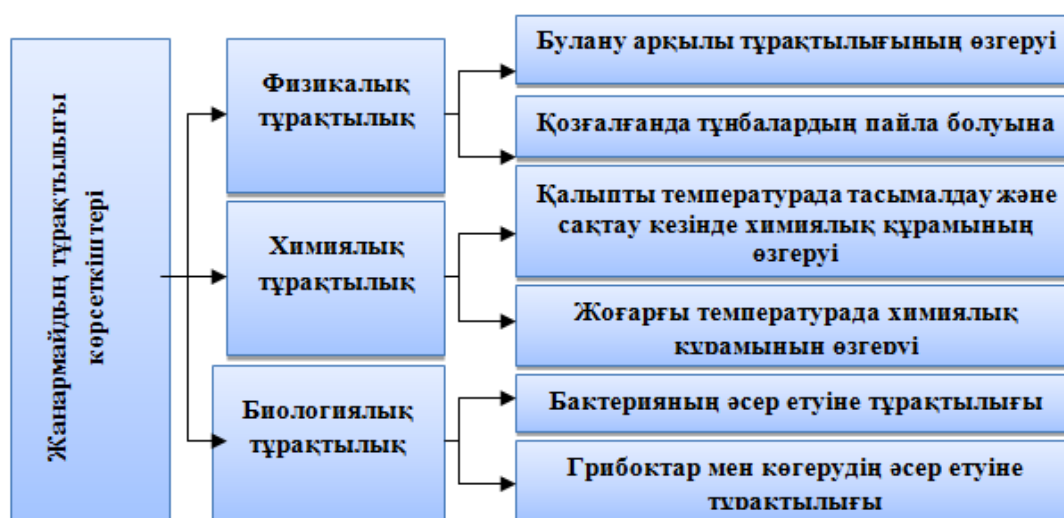 Жанармайдың тұрақтылығы
көрсеткіштері
Физикалық
тұрақтылық
Булану арқылы тұрақтылығының өзгеруі
Қозғалғанда тұнбалардың пайла болуына
Химиялық
тұрақтылық
Қалыпты температурада тасымалдау және
сақтау кезінде химиялық құрамының
өзгеруі
Жоғарғы температурада химиялық
құрамының өзгеруі
Биологиялық
тұрақтылық
Бактерияның әсер етуіне тұрақтылығы
Грибоктар мен көгерудің әсер етуіне
тұрақтылығы